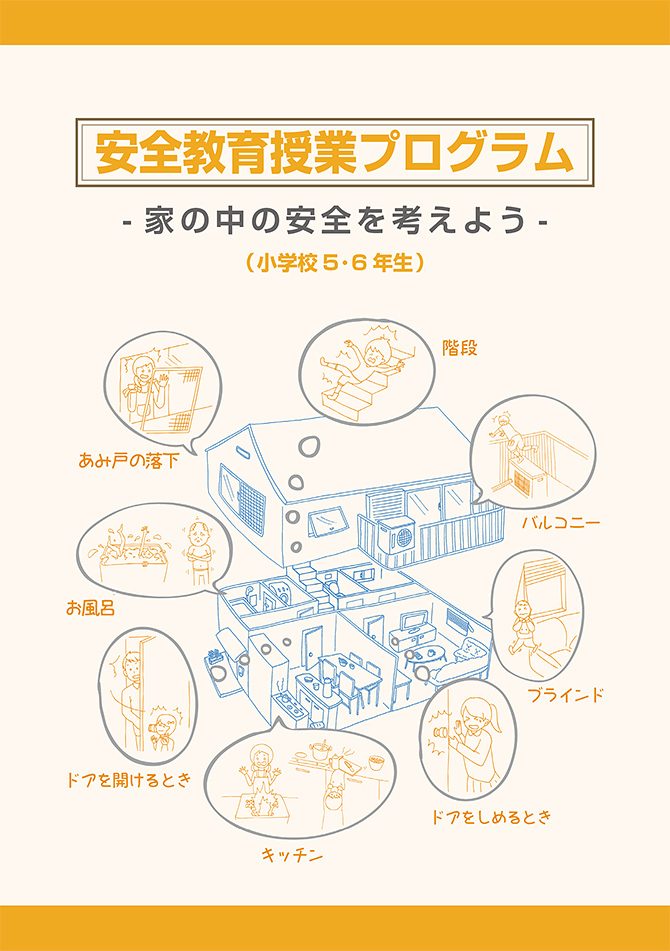 安全教育授業プログラム
- 家の中の安全を考えよう -
（小学校５・６年生）
階段
あみ戸の落下
バルコニー
お風呂
ブラインド
ドアを開けるとき
ドアをしめるとき
キッチン